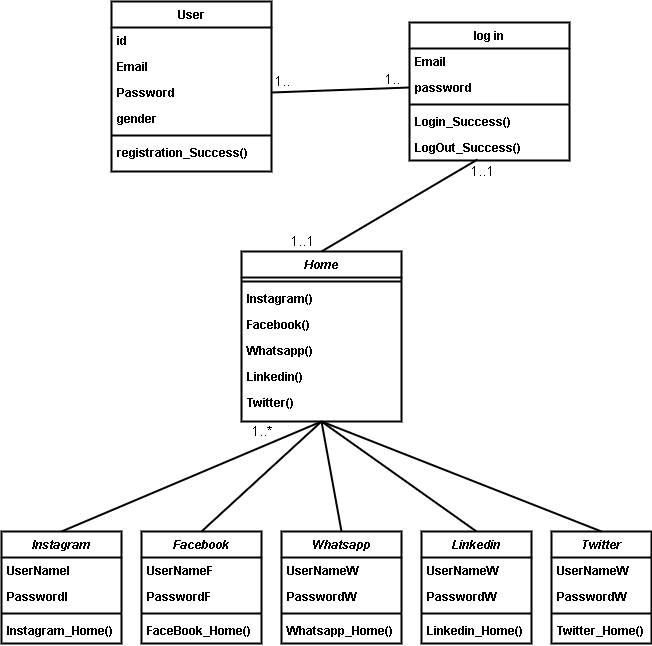 User
id
Email
Password
gender
registration_Success()
1..
1..
log in
Email
password
Login_Success()
LogOut_Success()
1..1
1..1
Home
Instagram()
Facebook()
Whatsapp()
Linkedin()
Twitter()
1..*
Instagram
UserNameI
PasswordI
Instagram_Home()
Facebook
UserNameF
PasswordF
FaceBook_Home()
Whatsapp
UserNameW
PasswordW
Whatsapp_Home()
Linkedin
UserNameW
PasswordW
Linkedin_Home()
Twitter
UserNameW
PasswordW
Twitter_Home()